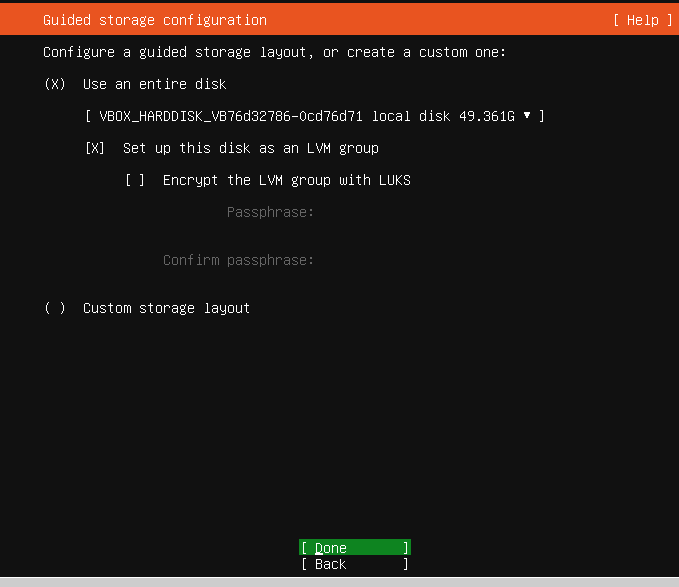 Guided storage configuration [ Help ]
Configure a guided storage layout, or create a custom one:
(X) Use an entire disk
[ VBOX_HARDDISK_VB76d32786-0cd76d71 local disk 49.361G ▾ ]
[X] Set up this disk as an LVM group
[ ] Encrypt the LVM group with LUKS
Passphrase:
Confirm passphrase:
( ) Custom storage layout
[ Done ]
[ Back ]